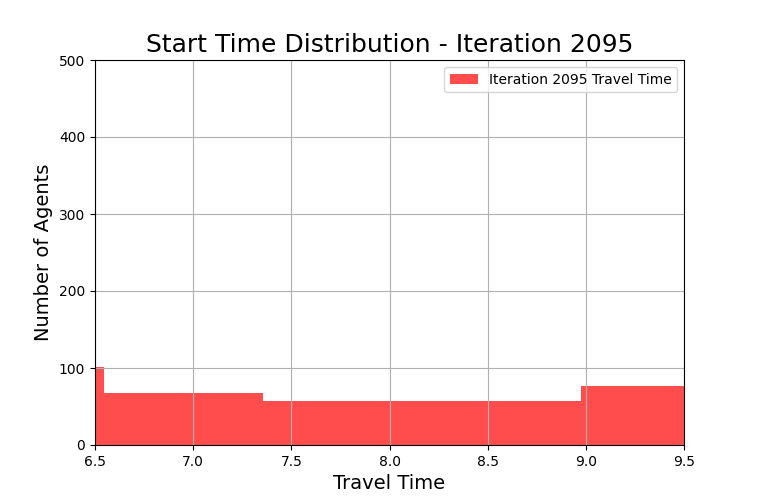 Start Time Distribution - Iteration 2095
Iteration 2095 Travel Time
Number of Agents
500
400
300
200
100
0
6.5 7.0 7.5 8.0 8.5 9.0 9.5
Travel Time